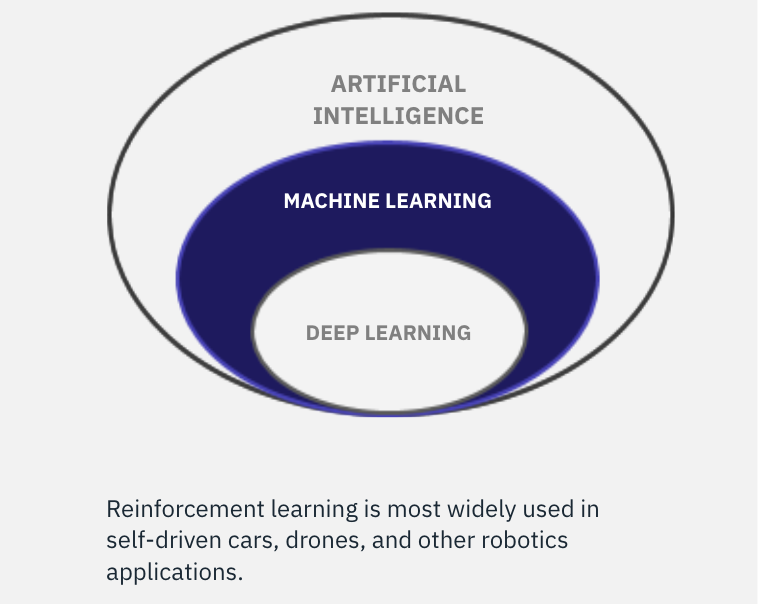 ARTIFICIAL
INTELLIGENCE
MACHINE LEARNING
DEEP LEARNING
Reinforcement learning is most widely used in
self-driven cars, drones, and other robotics
applications.